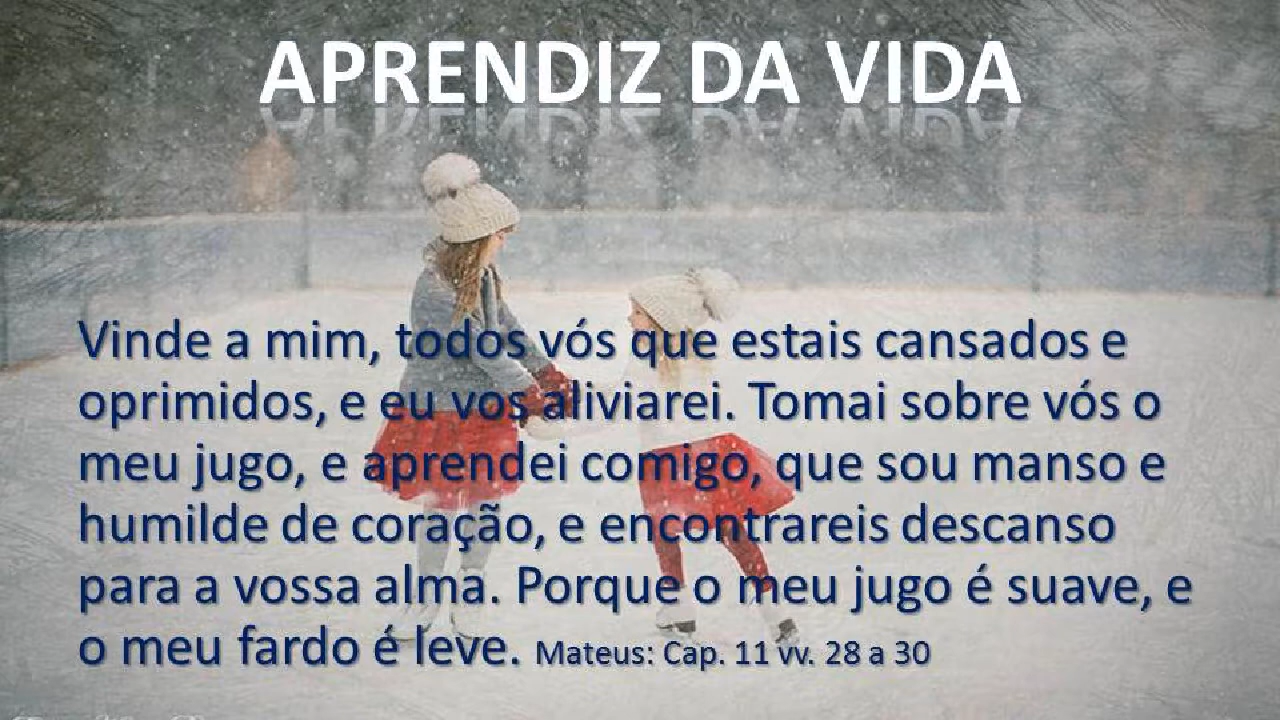 APRENDIZ DA VIDA
Vinde a mim, todos vós que estais cansados e
oprimidos, e eu vos aliviarei. Tomai sobre vós o
meu jugo, e aprendei comigo, que sou manso e
humilde de coração, e encontrareis descanso
para a vossa alma. Porque o meu jugo é suave, e
o meu fardo é leve. Mateus: Cap. 11 vv. 28 a 30